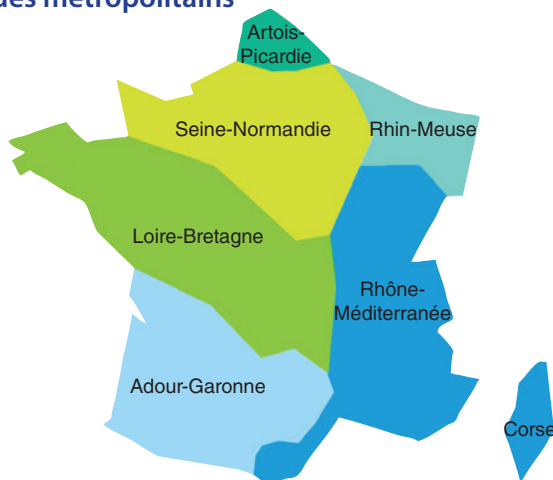 des métropolitains
Artois-
Picardie
Seine-Normandie
Rhin-Meuse
Loire-Bretagne
Rhône-
Méditerranée
Adour-Garonne
Corse